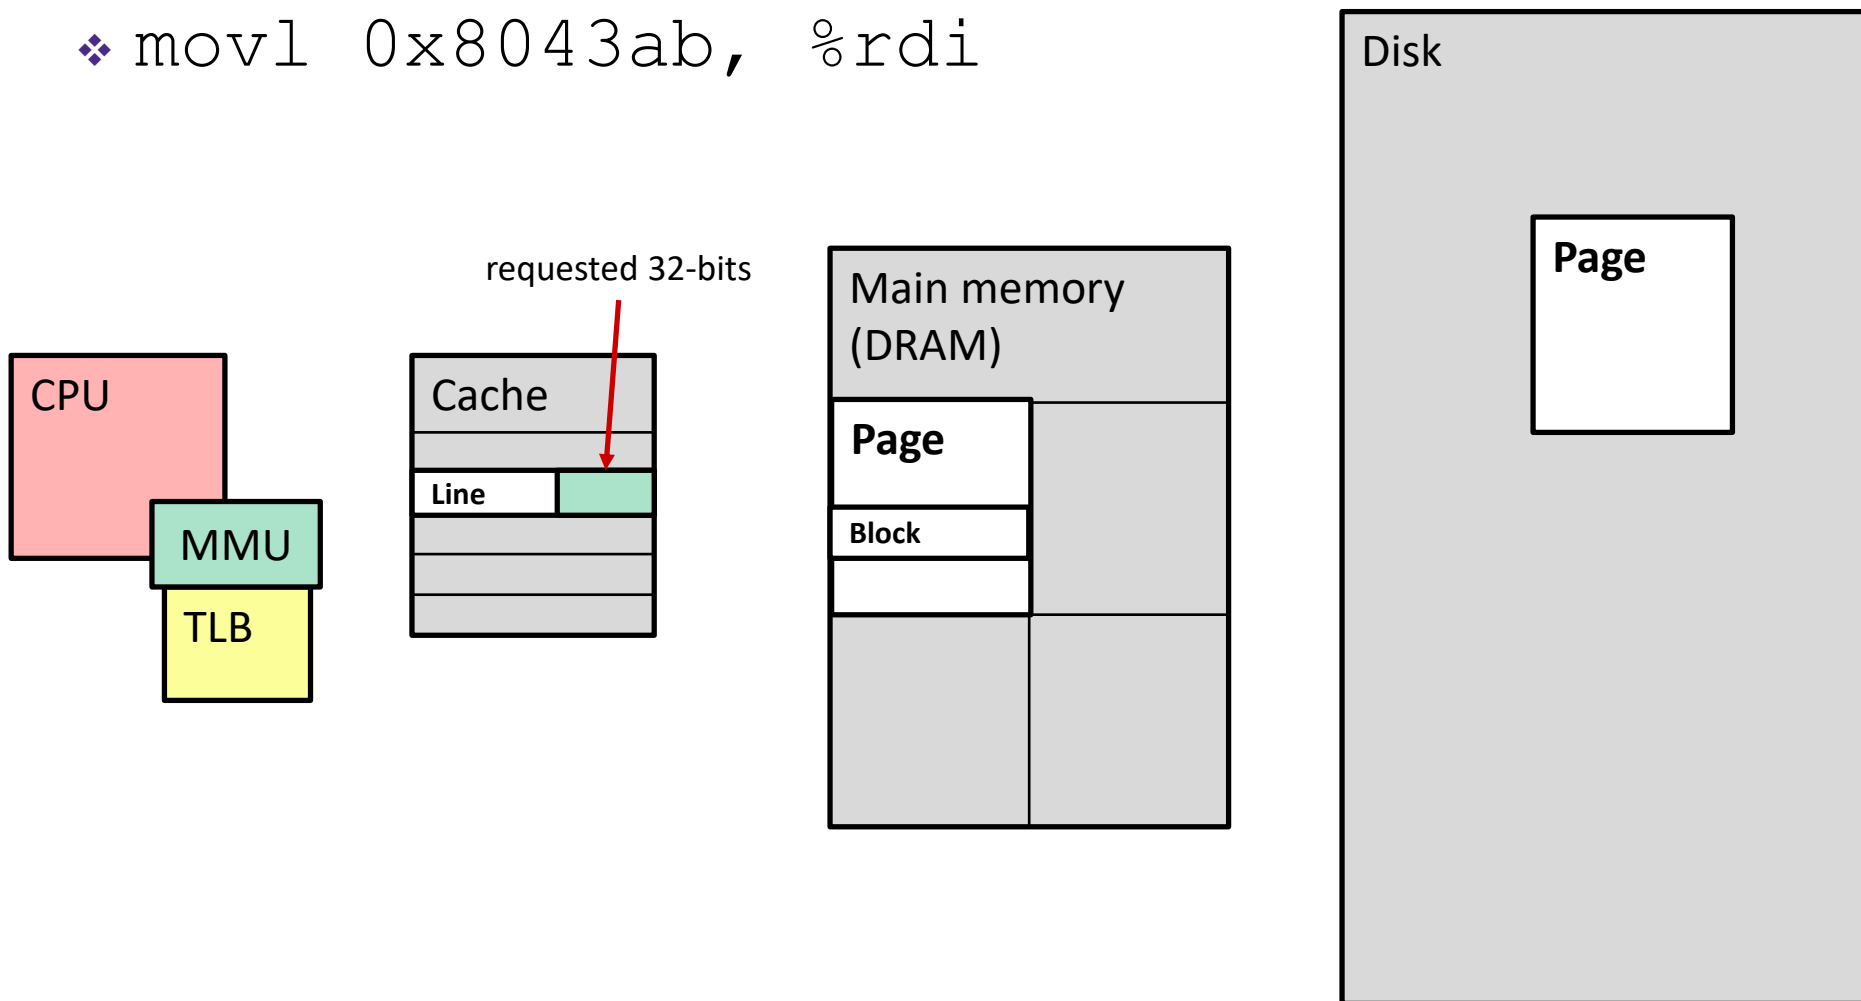 ❖ movl 0x8043ab, %rdi
Disk
Page
requested 32-bits
Main memory
(DRAM)
CPU
Cache
Page
Line
Block
MMU
TLB